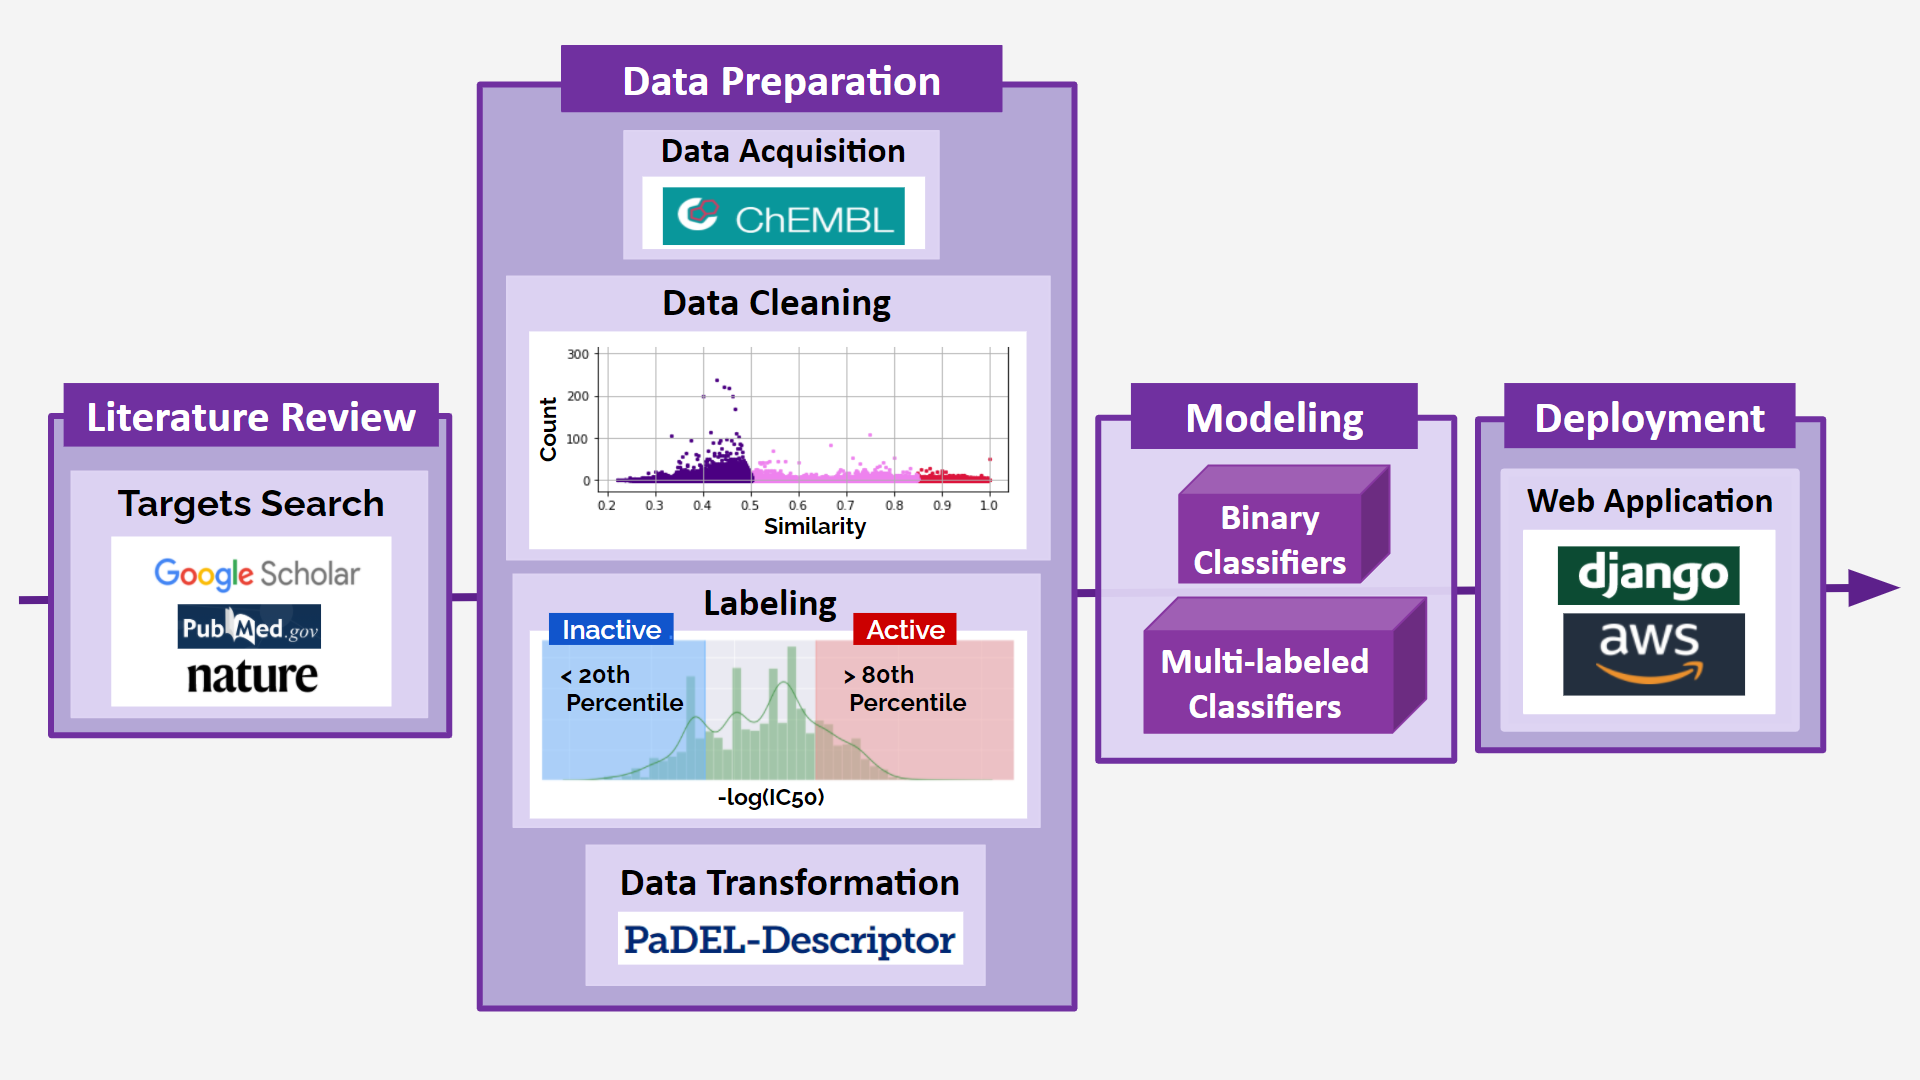 Data Preparation
Data Acquisition
ChEMBL
Data Cleaning
300
200
100
0
Count
0.2 0.3 0.4 0.5 0.6 0.7 0.8 0.9 1.0
Similarity
Labeling
Inactive
Active
< 20th
Percentile
> 80th
Percentile
-log(IC50)
Data Transformation
PaDEL-Descriptor
Literature Review
Targets Search
Google Scholar
PubMed.gov
nature
Modeling
Binary
Classifiers
Multi-labeled
Classifiers
Deployment
Web Application
django
aws